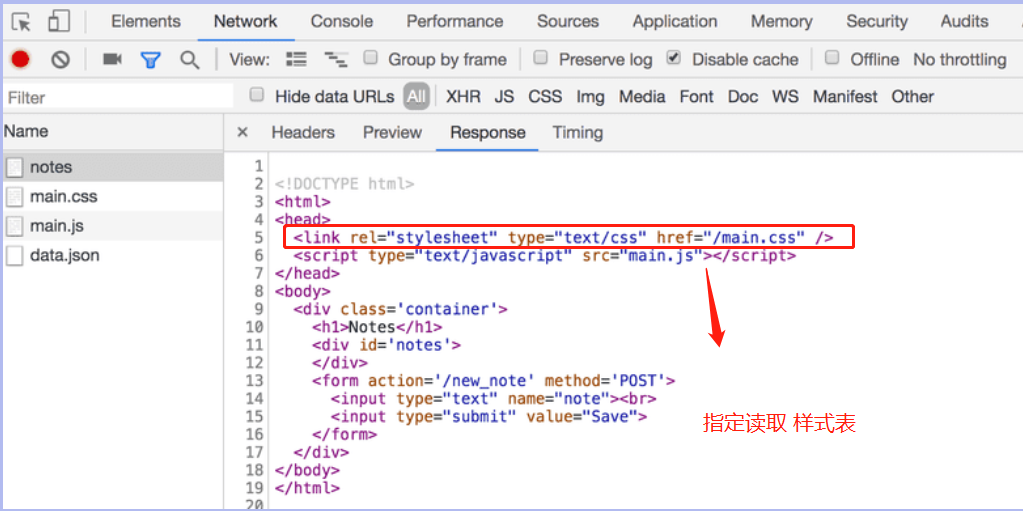 Elements Network Console Performance Sources Application Memory Security Audits
View: Group by frame Preserve log Disable cache Offline No throttling
Filter Hide data URLs All XHR JS CSS Img Media Font Doc WS Manifest Other
Name × Headers Preview Response Timing
notes
main.css
main.js
data.json
1
2 <!DOCTYPE html>
3 <html>
4 <head>
5 <link rel="stylesheet" type="text/css" href="/main.css" />
6 <script type="text/javascript" src="main.js"></script>
7 </head>
8 <body>
9 <div class='container'>
10 <h1>Notes</h1>
11 <div id='notes'>
12 </div>
13 <form action='/new_note' method='POST'>
14 <input type="text" name="note"><br>
15 <input type="submit" value="Save">
16 </form>
17 </div>
18 </body>
19 </html>
20
指定读取 样式表